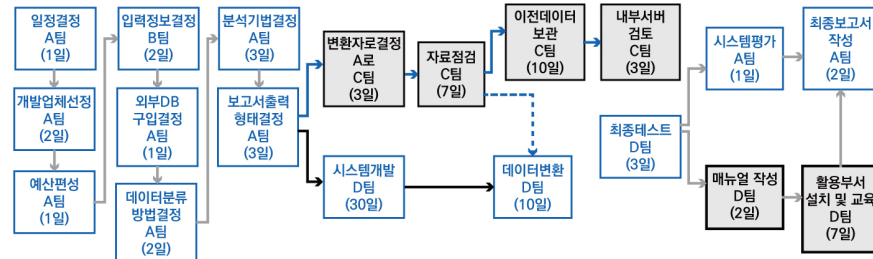 일정결정
A팀
(1일)
개발업체선정
A팀
(2일)
예산편성
A팀
(1일)
입력정보결정
B팀
(2일)
외부DB
구입결정
A팀
(1일)
데이터분류
방법결정
A팀
(2일)
분석기법결정
A팀
(3일)
보고서출력
형태결정
A팀
(3일)
변환자료결정
A로
C팀
(3일)
자료점검
C팀
(7일)
이전데이터
보관
C팀
(10일)
내부서버
검토
C팀
(3일)
시스템개발
D팀
(30일)
데이터변환
D팀
(10일)
최종테스트
D팀
(3일)
시스템평가
A팀
(1일)
최종보고서
작성
A팀
(2일)
매뉴얼 작성
D팀
(2일)
활용부서
설치 및 교육
D팀
(7일)